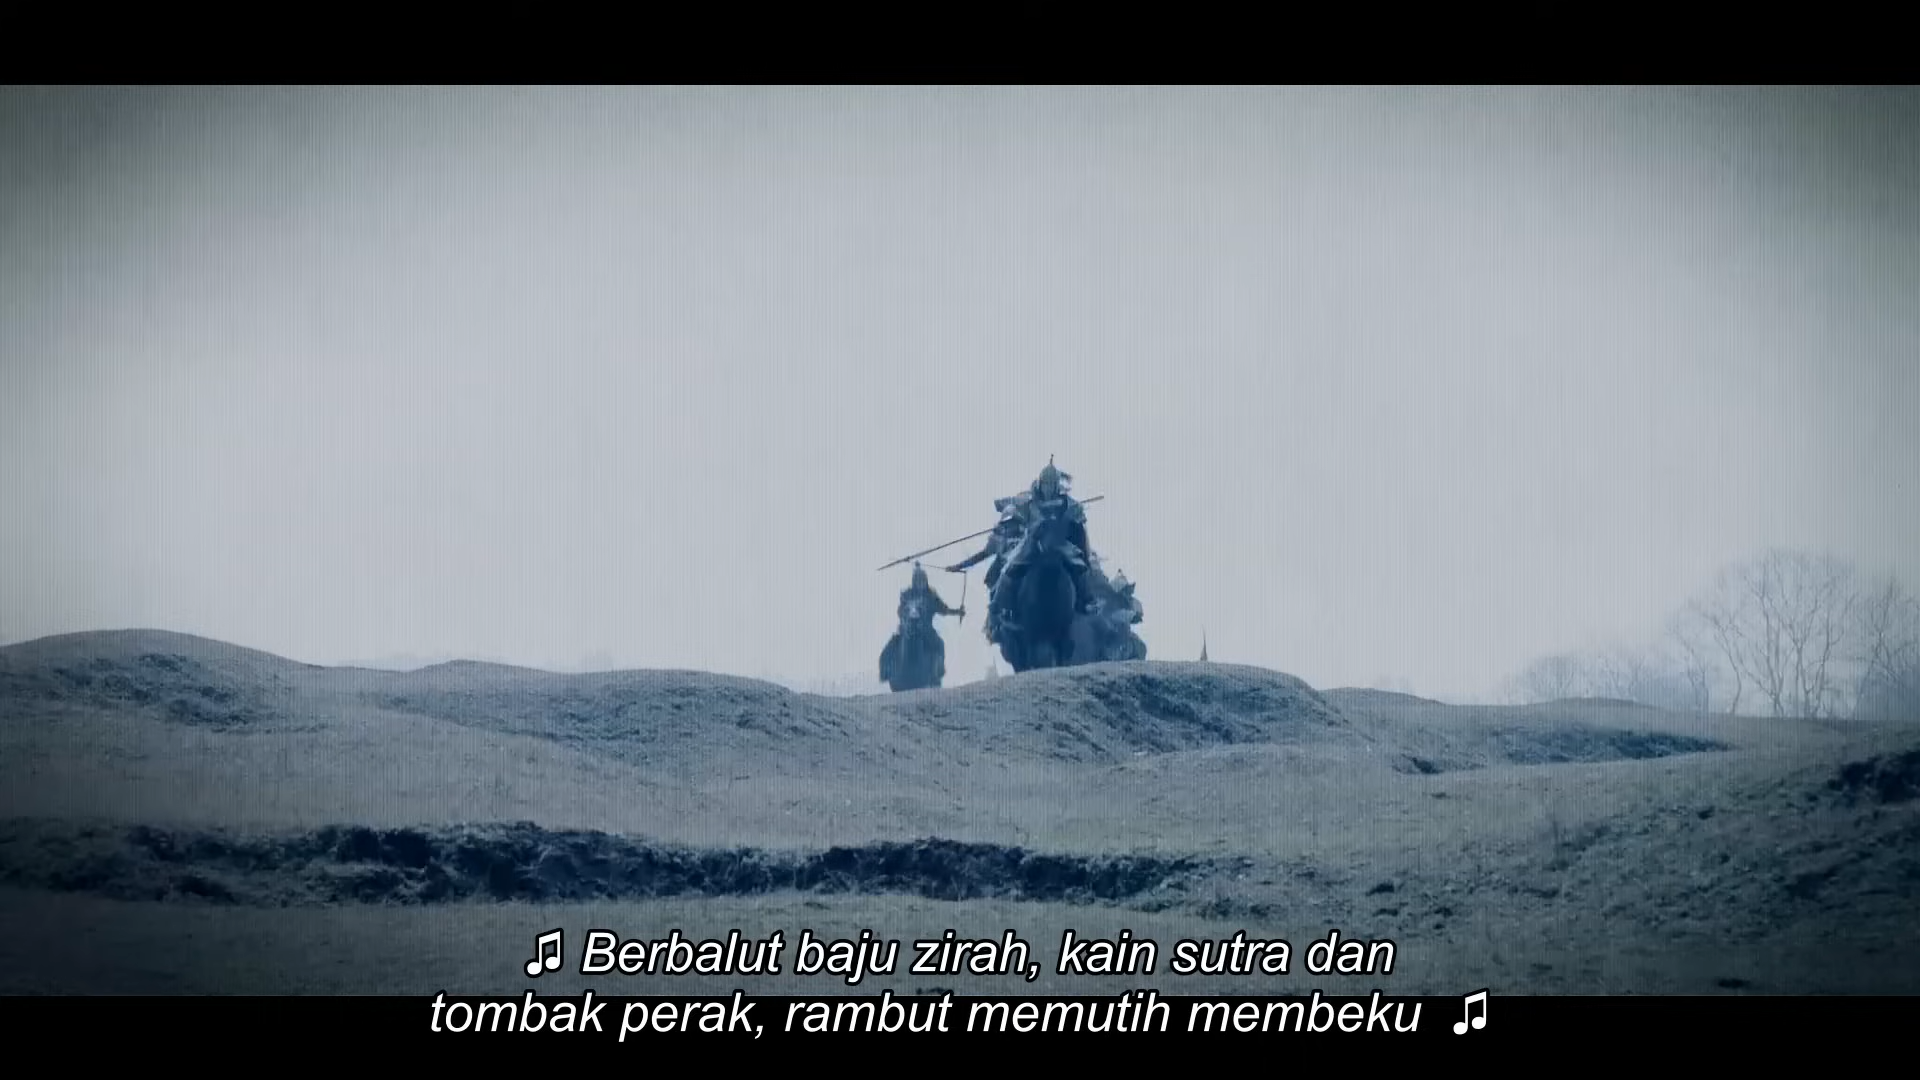 ♫ Berbalut baju zirah, kain sutra dan
tombak perak, rambut memutih membeku ♫